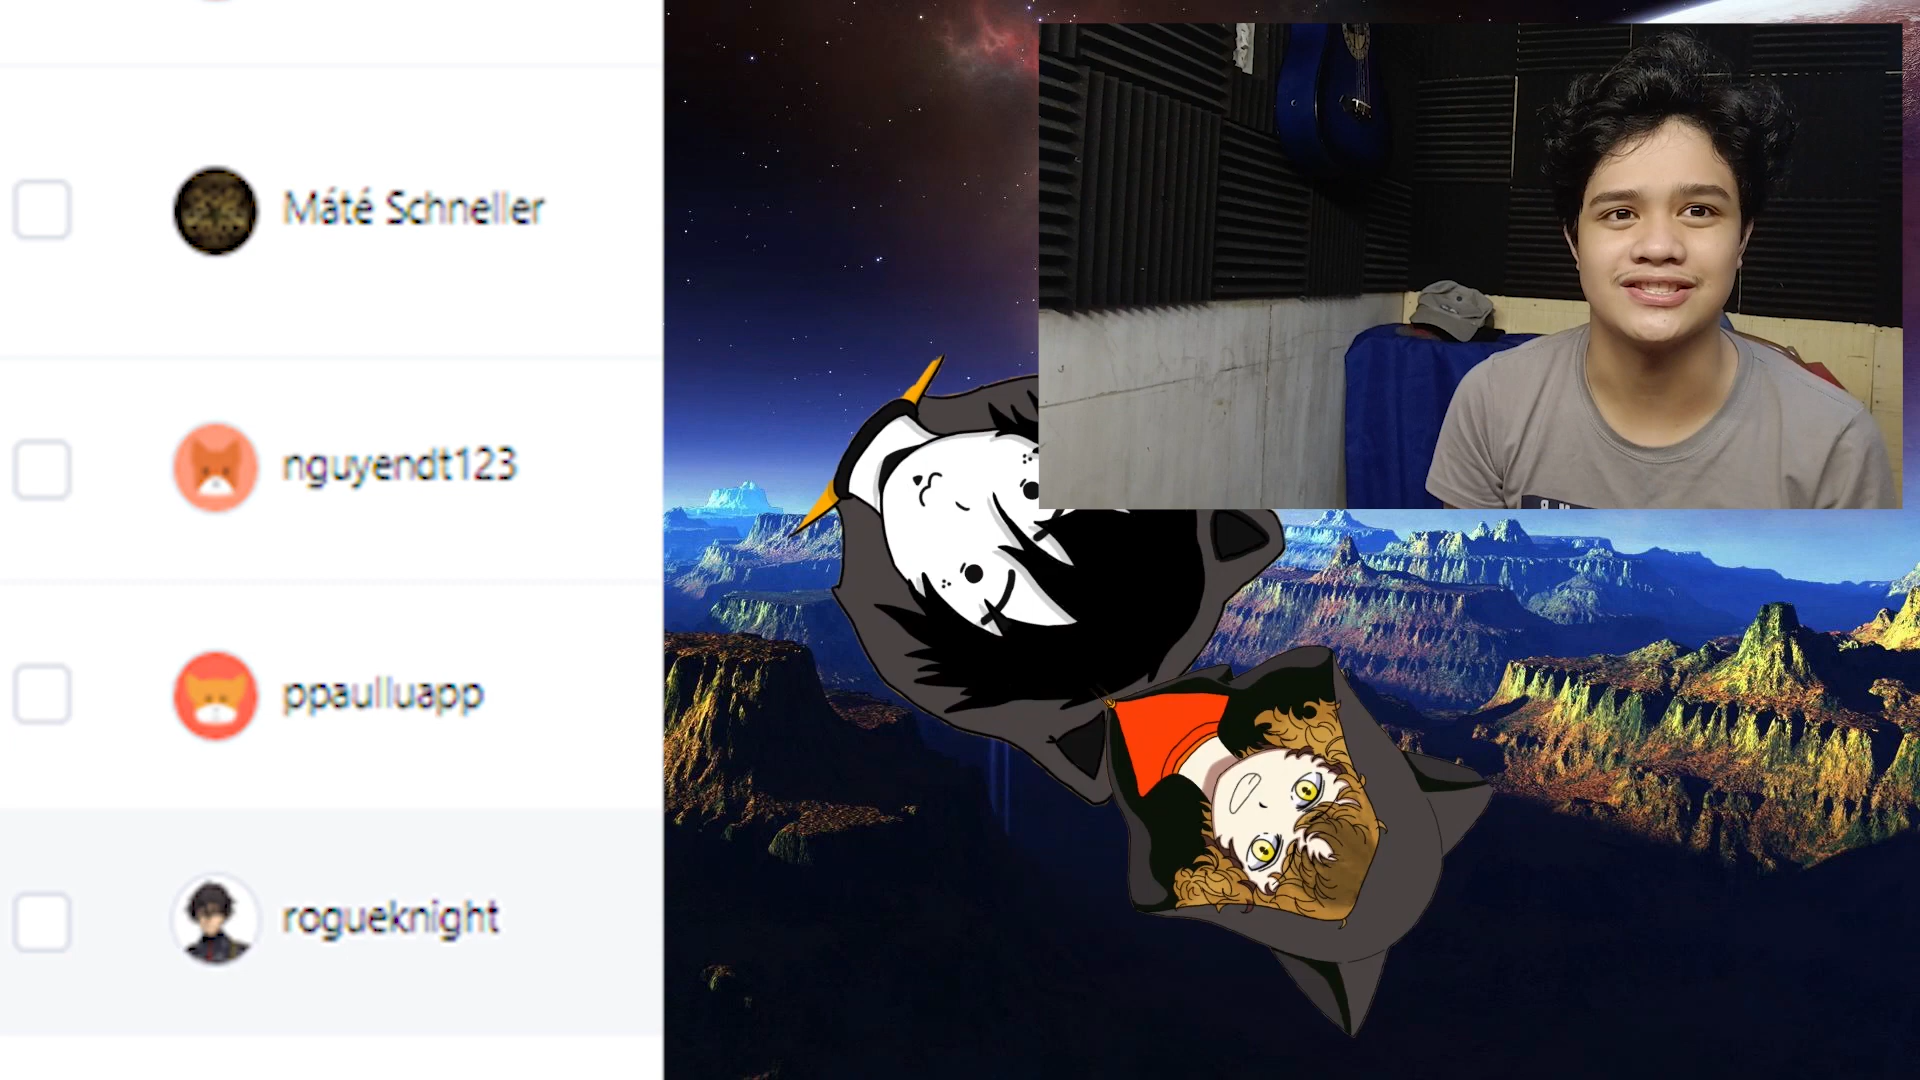 Máté Schneller
nguyendt123
ppaulluapp
rogueknight